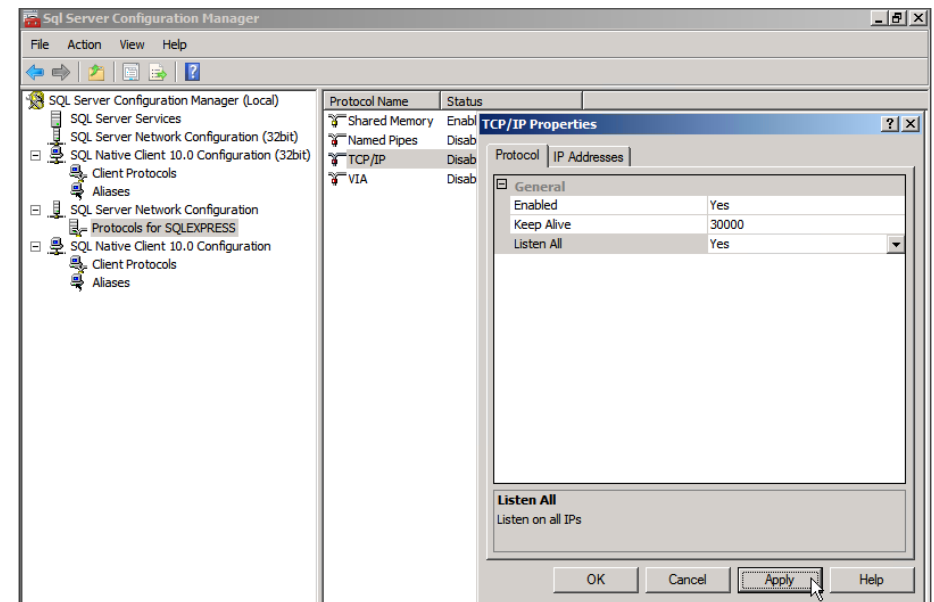 Sql Server Configuration Manager
File Action View Help
SQL Server Configuration Manager (Local)
SQL Server Services
SQL Server Network Configuration (32bit)
SQL Native Client 10.0 Configuration (32bit)
Client Protocols
Aliases
SQL Server Network Configuration
Protocols for SQLEXPRESS
SQL Native Client 10.0 Configuration
Client Protocols
Aliases
Protocol Name Status
Shared Memory Enabl
Named Pipes Disab
TCP/IP Disab
VIA Disab
TCP/IP Properties
Protocol IP Addresses
General
Enabled Yes
Keep Alive 30000
Listen All Yes
Listen All
Listen on all IPs
OK Cancel Apply Help